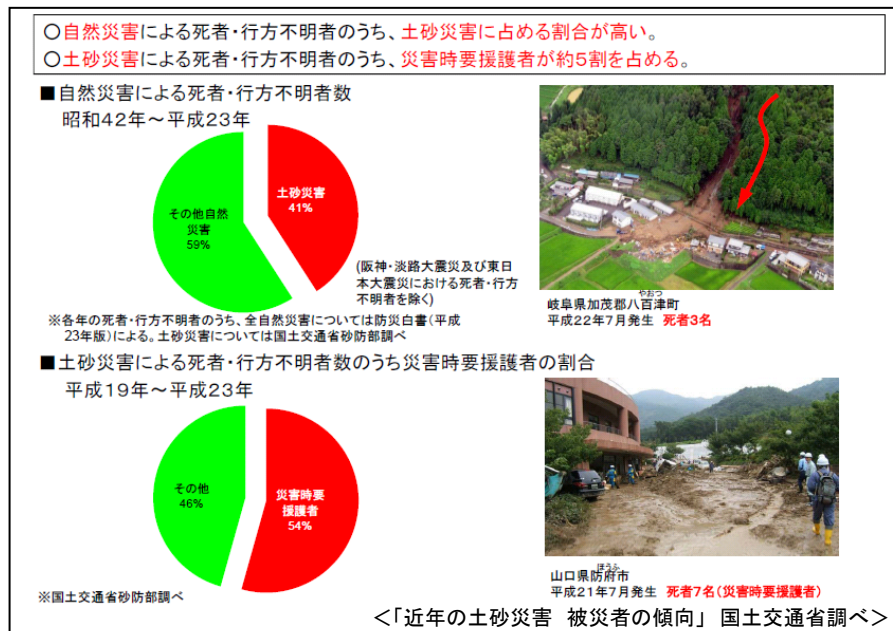 ○自然災害による死者・行方不明者のうち、土砂災害に占める割合が高い。
○土砂災害による死者・行方不明者のうち、災害時要援護者が約5割を占める。
■自然災害による死者・行方不明者数
昭和42年～平成23年
土砂災害
41%
その他自然
災害
59%
(阪神・淡路大震災及び東日
本大震災における死者・行方
不明者を除く)
※各年の死者・行方不明者のうち、全自然災害については防災白書(平成
23年版)による。土砂災害については国土交通省砂防部調べ
やおつ
岐阜県加茂郡八百津町
平成22年7月発生 死者3名
■土砂災害による死者・行方不明者数のうち災害時要援護者の割合
平成19年～平成23年
その他
46%
災害時要
援護者
54%
※国土交通省砂防部調べ
ほうふ
山口県防府市
平成21年7月発生 死者7名(災害時要援護者)
＜「近年の土砂災害 被災者の傾向」 国土交通省調べ＞